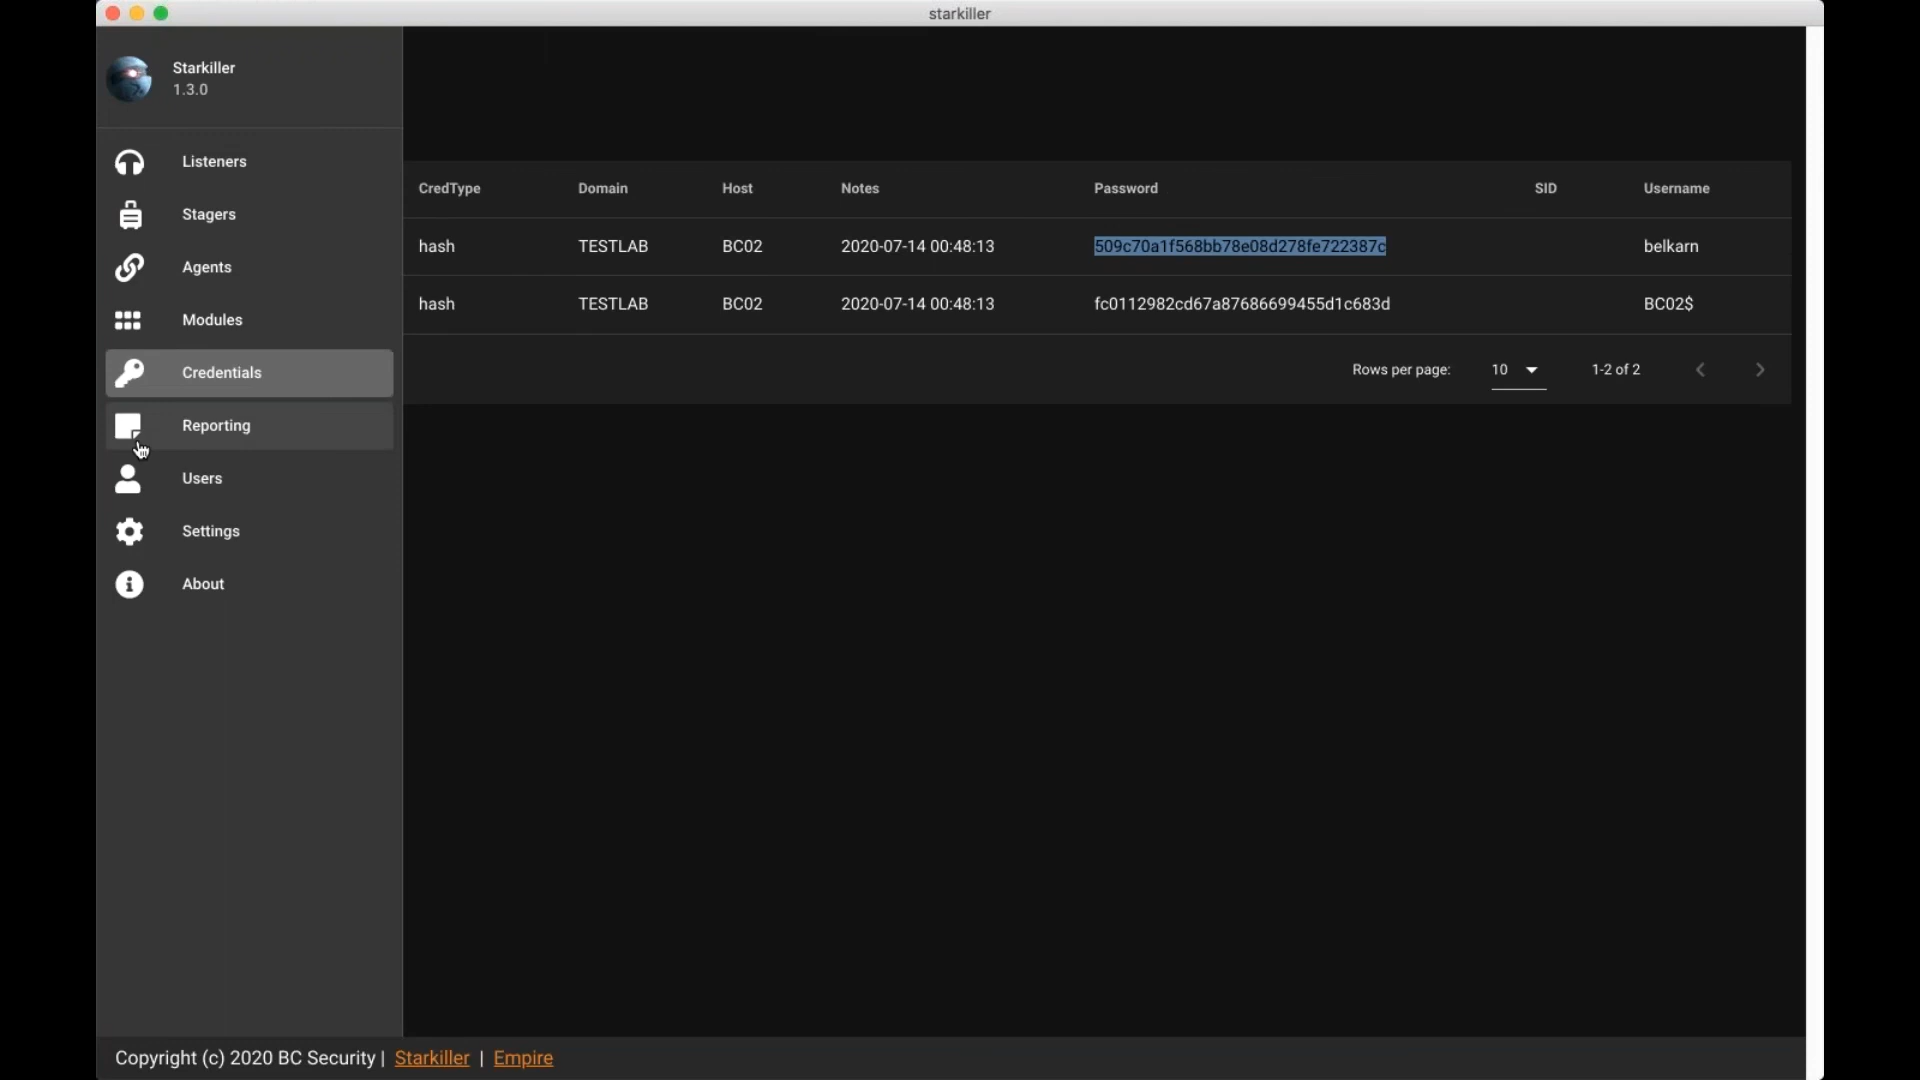 starkiller
Starkiller
1.3.0
Listeners
Stagers
Agents
Modules
Credentials
Reporting
Users
Settings
About
CredType Domain Host Notes Password SID Username
hash TESTLAB BC02 2020-07-14 00:48:13 509c70a1f568bb78e08d278fe722387c belkarn
hash TESTLAB BC02 2020-07-14 00:48:13 fc0112982cd67a87686699455d1c683d BC02$
Rows per page: 10 1-2 of 2
Copyright (c) 2020 BC Security | Starkiller | Empire